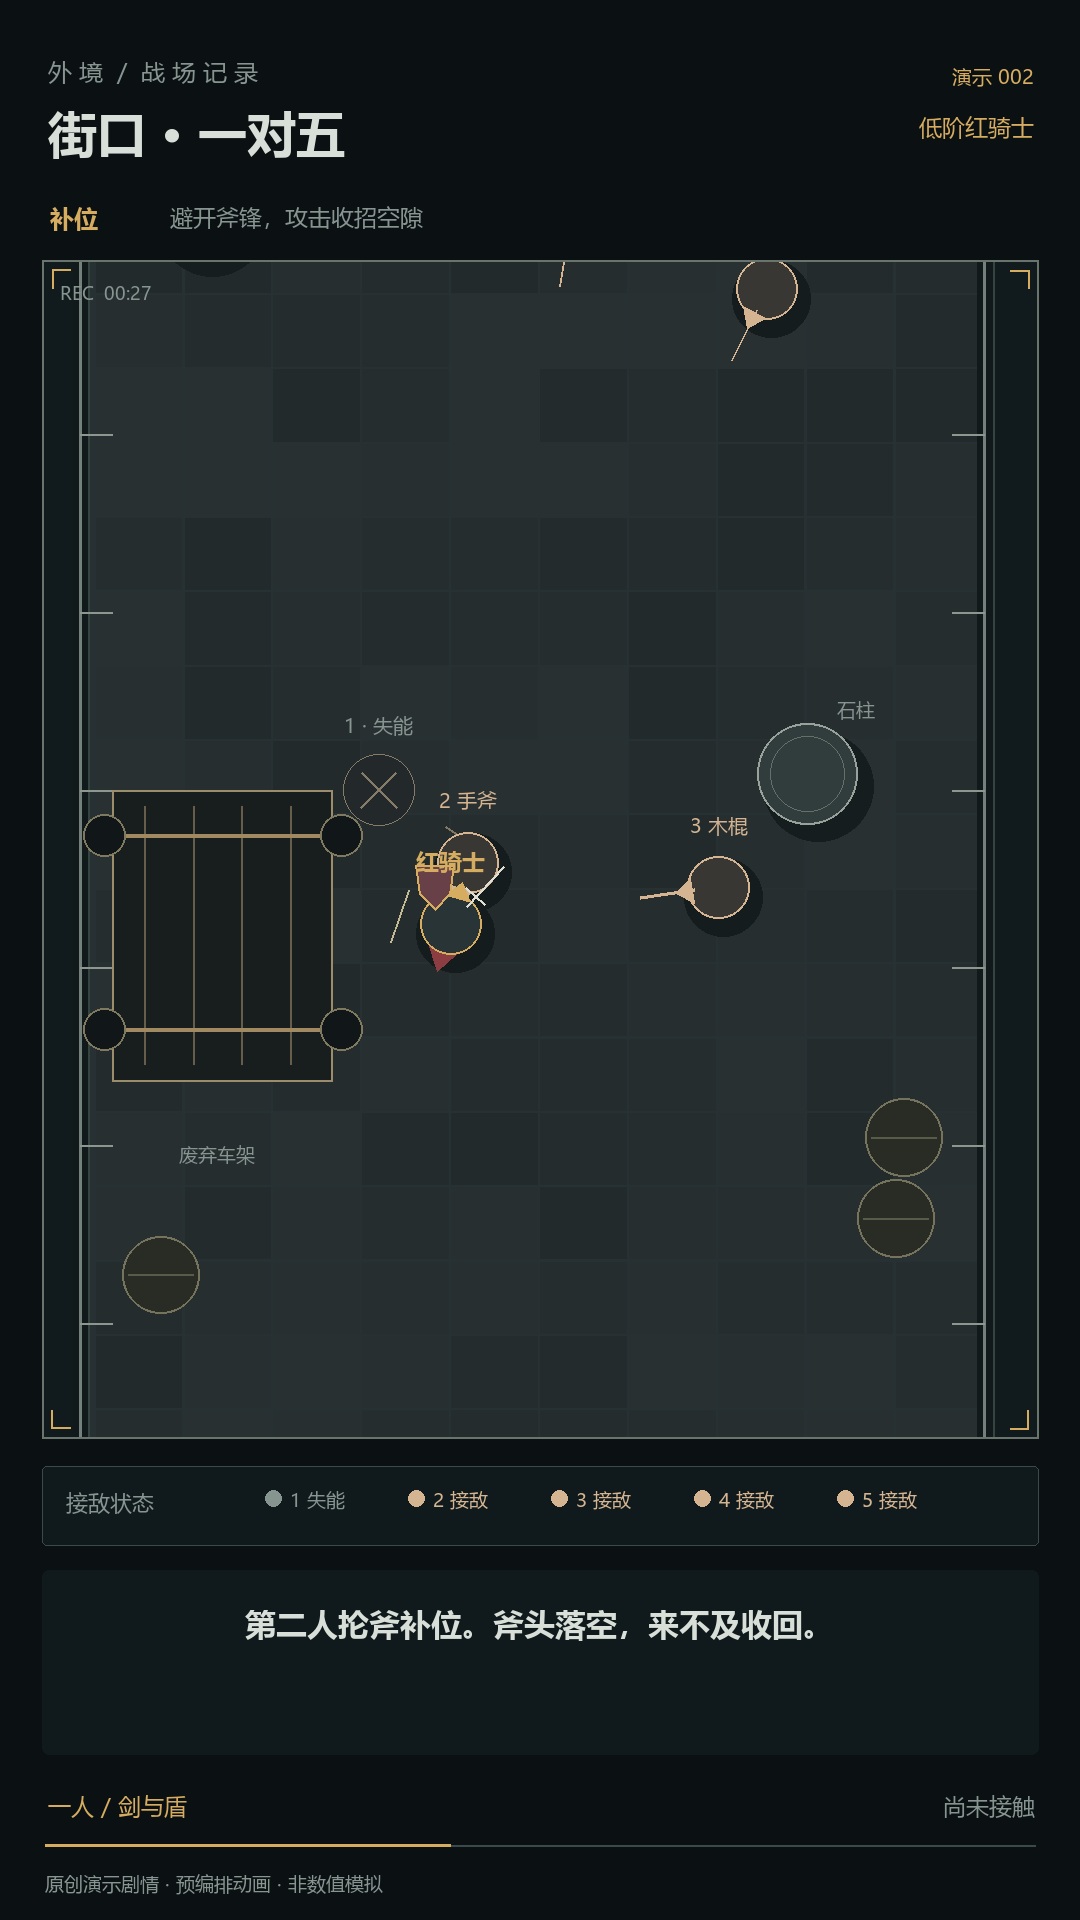 外境 / 战场记录
演示 002
街口·一对五
低阶红骑士
补位 避开斧锋，攻击收招空隙
REC 00:27
石柱
1 · 失能
2 手斧
3 木棍
红骑士
废弃车架
接敌状态 1 失能 2 接敌 3 接敌 4 接敌 5 接敌
第二人抡斧补位。斧头落空，来不及收回。
一人 / 剑与盾
尚未接触
原创演示剧情 · 预编排动画 · 非数值模拟